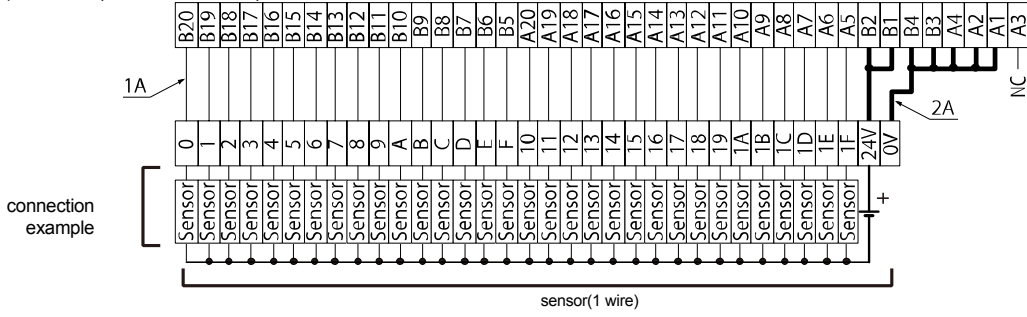 B20 B19 B18 B17 B16 B15 B14 B13 B12 B11 B10 B9 B8 B7 B6 B5 A20 A19 A18 A17 A16 A15 A14 A13 A12 A11 A10 A9 A8 A7 A6 A5 B2 B1 B4 B3 A4 A2 A1 A3
1A
NC
2A
0 1 2 3 4 5 6 7 8 9 A B C D E F 10 11 12 13 14 15 16 17 18 19 1A 1B 1C 1D 1E 1F 24V 0V
Sensor Sensor Sensor Sensor Sensor Sensor Sensor Sensor Sensor Sensor Sensor Sensor Sensor Sensor Sensor Sensor Sensor Sensor Sensor Sensor Sensor Sensor Sensor Sensor Sensor Sensor Sensor Sensor Sensor Sensor Sensor Sensor +
connection
example
sensor(1 wire)